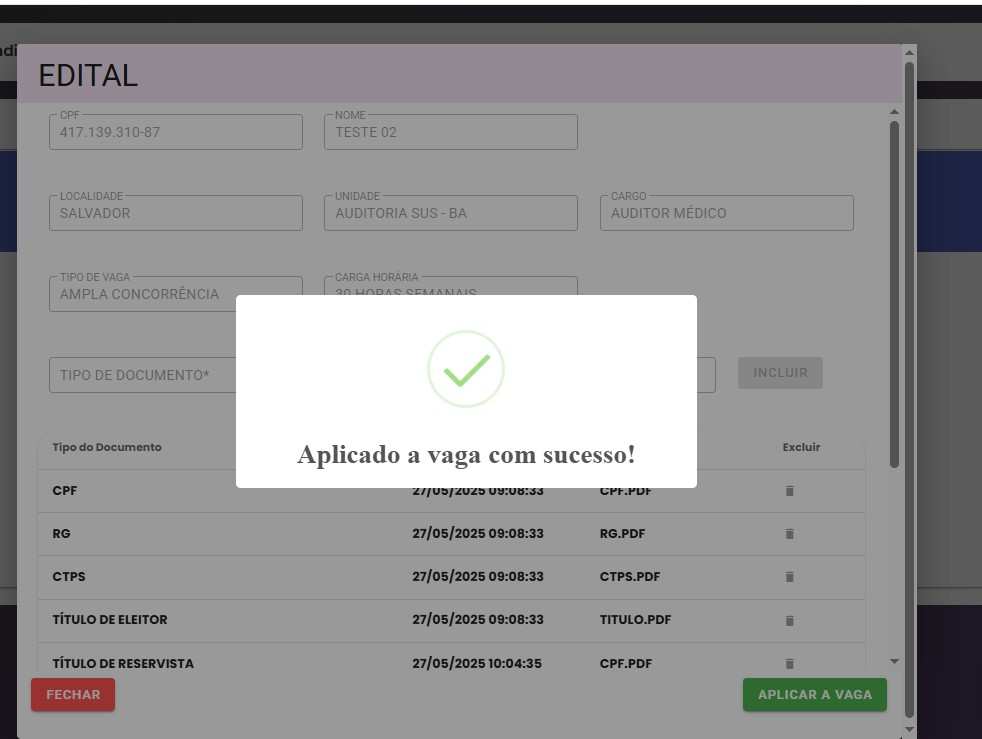 EDITAL
CPF
417.139.310-87
NOME
TESTE 02
LOCALIDADE
SALVADOR
UNIDADE
AUDITORIA SUS - BA
CARGO
AUDITOR MÉDICO
TIPO DE VAGA
AMPLA CONCORRÊNCIA
CARGA HORÁRIA
30 HORAS SEMANAIS
TIPO DE DOCUMENTO*
INCLUIR
Aplicado a vaga com sucesso!
Tipo do Documento Excluir
CPF 27/05/2025 09:08:33 CPF.PDF
RG 27/05/2025 09:08:33 RG.PDF
CTPS 27/05/2025 09:08:33 CTPS.PDF
TÍTULO DE ELEITOR 27/05/2025 09:08:33 TITULO.PDF
TÍTULO DE RESERVISTA 27/05/2025 10:04:35 CPF.PDF
FECHAR APLICAR A VAGA